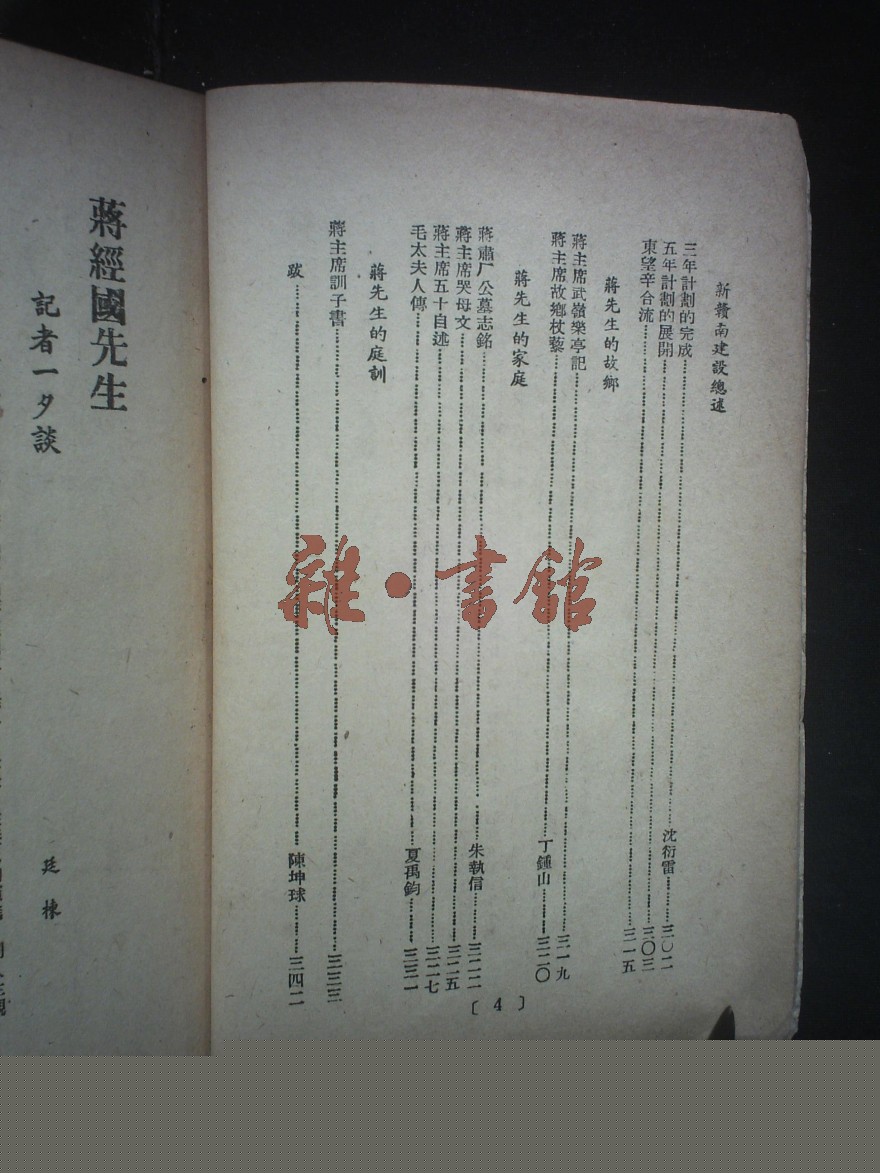 新贛南建設總述
三年計劃的完成……沈衍雷……三〇二
五年計劃的展開……三〇三
東望辛合流……三一五
蔣先生的故鄉
蔣主席武嶺樂亭記……三一九
蔣主席故鄉杖藜……丁鍾山……三二〇
蔣先生的家庭
蔣肅厂公墓志銘……朱執信……三二二
蔣主席哭母文……三二五
蔣主席五十自述……三二七
毛太夫人傳……夏禹鈞……三三一
蔣先生的庭訓
蔣主席訓子書……三三三
跋……陳坤球……三四二
〔4〕
蔣經國先生
記者一夕談
廷棟
雜·書館